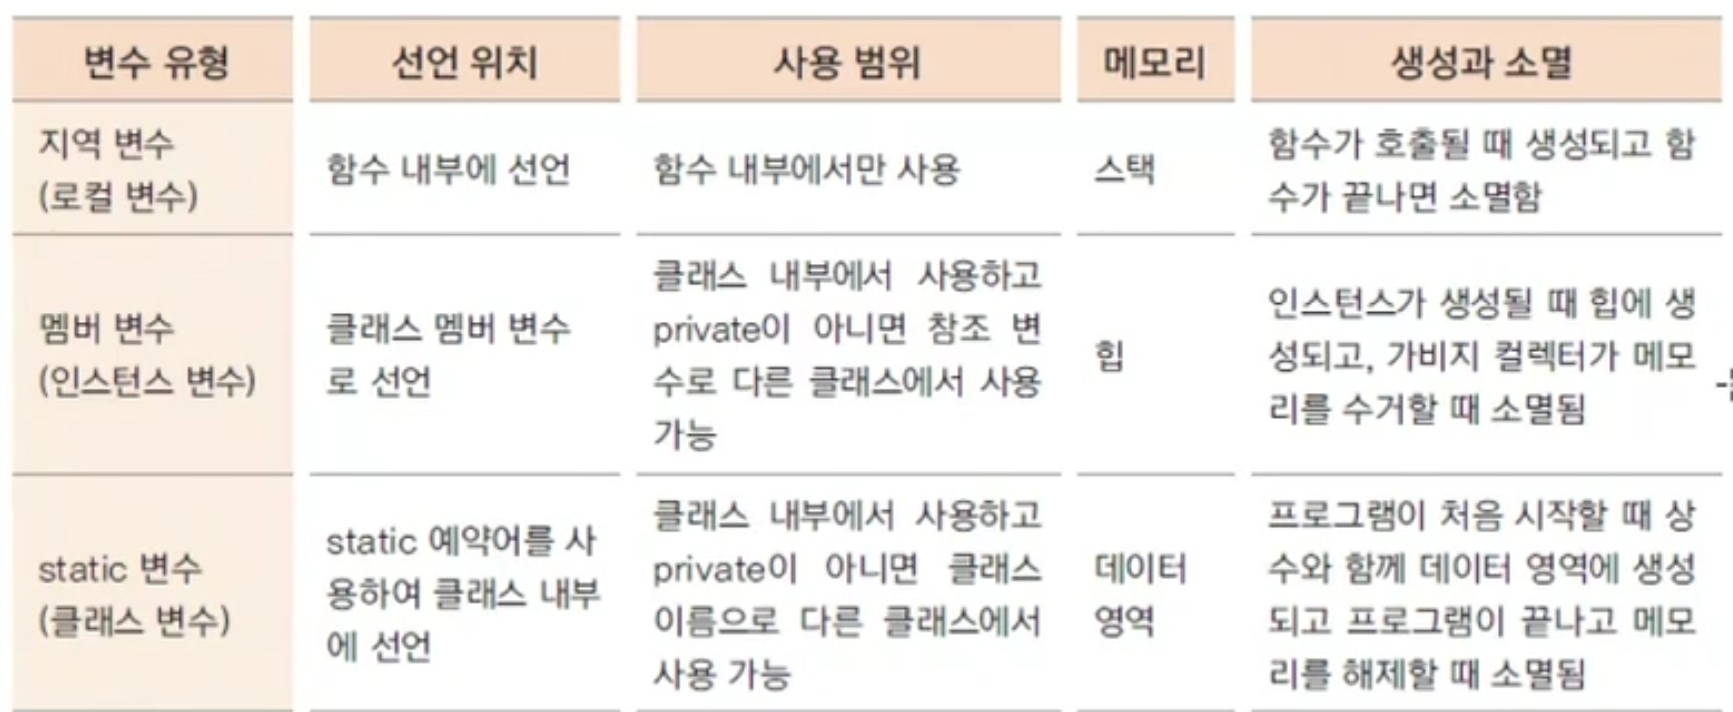 변수 유형
선언 위치
사용 범위
메모리
생성과 소멸
지역 변수
(로컬 변수)
함수 내부에 선언
함수 내부에서만 사용
스택
함수가 호출될 때 생성되고 함
수가 끝나면 소멸함
멤버 변수
(인스턴스 변수)
클래스 멤버 변수
로 선언
클래스 내부에서 사용하고
private이 아니면 참조 변
수로 다른 클래스에서 사용
가능
힙
인스턴스가 생성될 때 힙에 생
성되고, 가비지 컬렉터가 메모
리를 수거할 때 소멸됨
static 변수
(클래스 변수)
static 예약어를 사
용하여 클래스 내부
에 선언
클래스 내부에서 사용하고
private이 아니면 클래스
이름으로 다른 클래스에서
사용 가능
데이터
영역
프로그램이 처음 시작할 때 상
수와 함께 데이터 영역에 생성
되고 프로그램이 끝나고 메모
리를 해제할 때 소멸됨